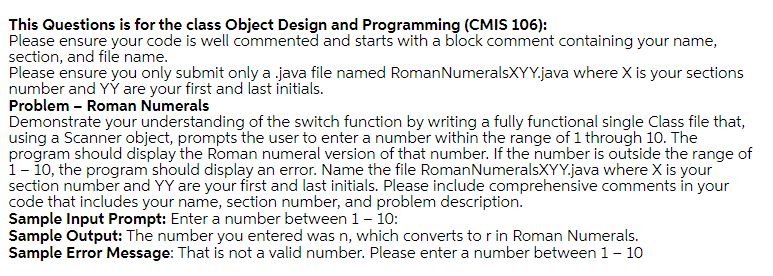 This Questions is for the class Object Design and Programming (CMIS 106):
Please ensure your code is well commented and starts with a block comment containing your name,
section, and file name.
Please ensure you only submit only a .java file named RomanNumeralsXYY.java where X is your sections
number and YY are your first and last initials.
Problem – Roman Numerals
Demonstrate your understanding of the switch function by writing a fully functional single Class file that,
using a Scanner object, prompts the user to enter a number within the range of 1 through 10. The
program should display the Roman numeral version of that number. If the number is outside the range of
1 – 10, the program should display an error. Name the file RomanNumeralsXYY.java where X is your
section number and YY are your first and last initials. Please include comprehensive comments in your
code that includes your name, section number, and problem description.
Sample Input Prompt: Enter a number between 1 – 10:
Sample Output: The number you entered was n, which converts to r in Roman Numerals.
Sample Error Message: That is not a valid number. Please enter a number between 1 – 10